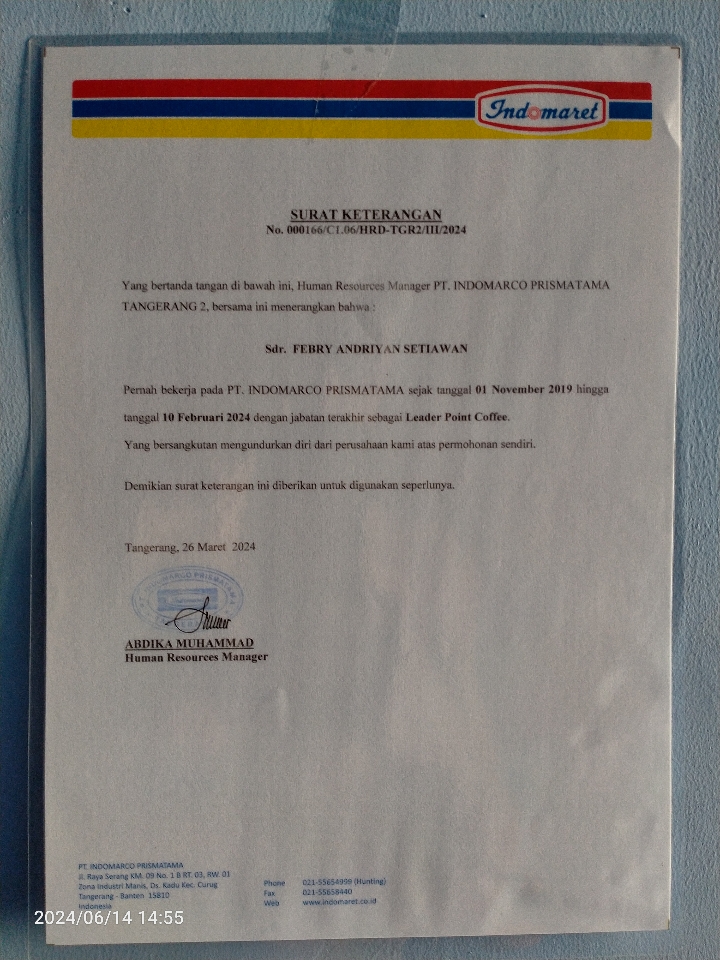 Indomaret
SURAT KETERANGAN
No. 000166/C1.06/HRD-TGR2/III/2024
Yang bertanda tangan di bawah ini, Human Resources Manager PT. INDOMARCO PRISMATAMA
TANGERANG 2, bersama ini menerangkan bahwa :
Sdr. FEBRY ANDRIYAN SETIAWAN
Pernah bekerja pada PT. INDOMARCO PRISMATAMA sejak tanggal 01 November 2019 hingga
tanggal 10 Februari 2024 dengan jabatan terakhir sebagai Leader Point Coffee.
Yang bersangkutan mengundurkan diri dari perusahaan kami atas permohonan sendiri.
Demikian surat keterangan ini diberikan untuk digunakan seperlunya.
Tangerang, 26 Maret 2024
ABDIKA MUHAMMAD
Human Resources Manager
PT. INDOMARCO PRISMATAMA
Jl. Raya Serang KM. 09 No. 1 B RT. 03, RW. 01
Zona Industri Manis, Ds. Kadu Kec. Curug
Tangerang - Banten 15810
Indonesia
Phone 021-55654999 (Hunting)
Fax 021-55658440
Web www.indomaret.co.id
2024/06/14 14:55